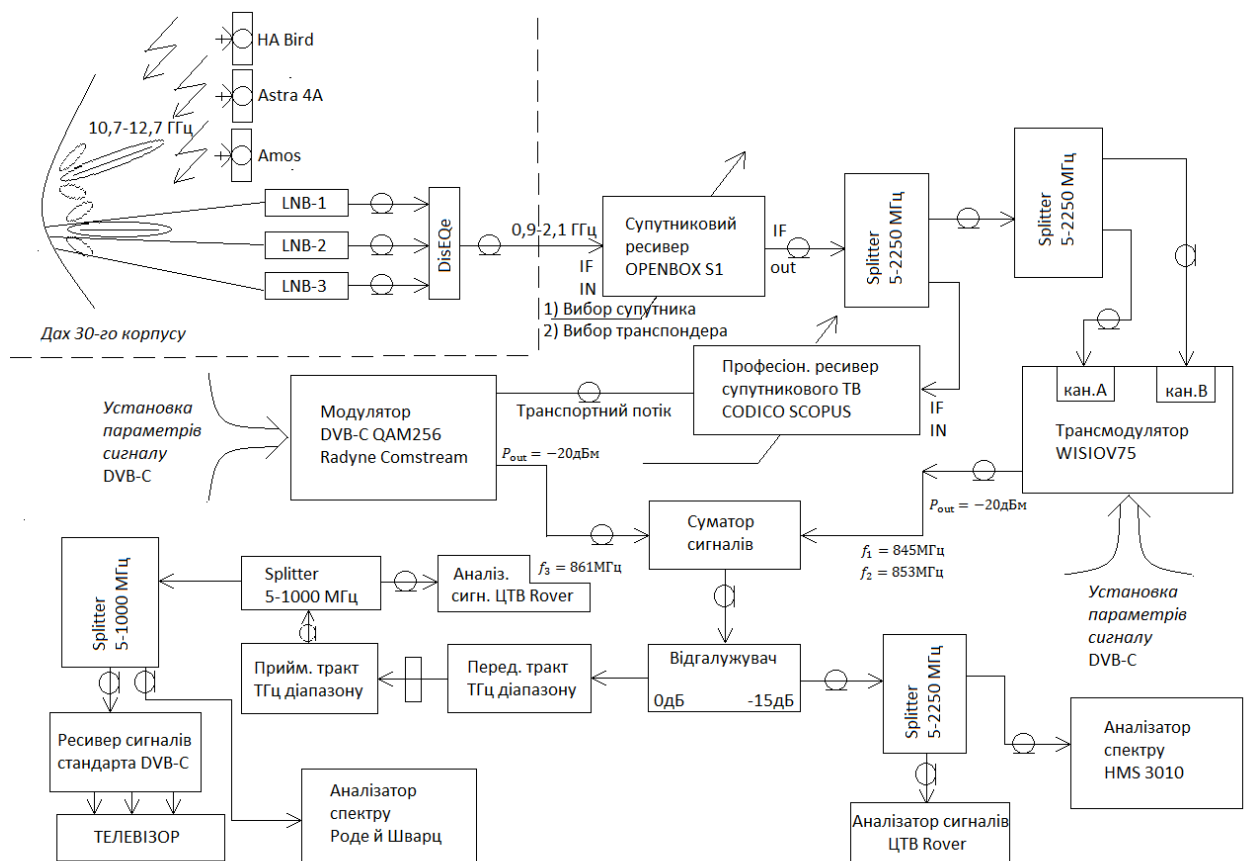 HA Bird
Astra 4A
10,7-12,7 ГГц
Amos
LNB-1
LNB-2
LNB-3
DisEQe
0,9-2,1 ГГц
IF
IN
Супутниковий
ресивер
OPENBOX S1
IF
out
1) Вибор супутника
2) Вибор транспондера
Splitter
5-2250 МГц
Splitter
5-2250 МГц
Дах 30-го корпусу
Установка
параметрів
сигналу
DVB-C
Модулятор
DVB-C QAM256
Radyne Comstream
Транспортний потік
Професіон. ресивер
супутникового ТВ
CODICO SCOPUS
IF
IN
кан.А
кан.В
Трансмодулятор
WISIOV75
Pout = −20дБм
Pout = −20дБм
Суматор
сигналів
f1 = 845МГц
f2 = 853МГц
Установка
параметрів
сигналу
DVB-C
Splitter
5-1000 МГц
Splitter
5-1000 МГц
Аналіз.
сигн. ЦТВ Rover
f3 = 861МГц
Прийм. тракт
ТГц діапазону
Перед. тракт
ТГц діапазону
Відгалужувач
0дБ
-15дБ
Splitter
5-2250 МГц
Аналізатор
спектру
HMS 3010
Ресивер сигналів
стандарта DVB-C
ТЕЛЕВІЗОР
Аналізатор
спектру
Роде й Шварц
Аналізатор сигналів
ЦТВ Rover